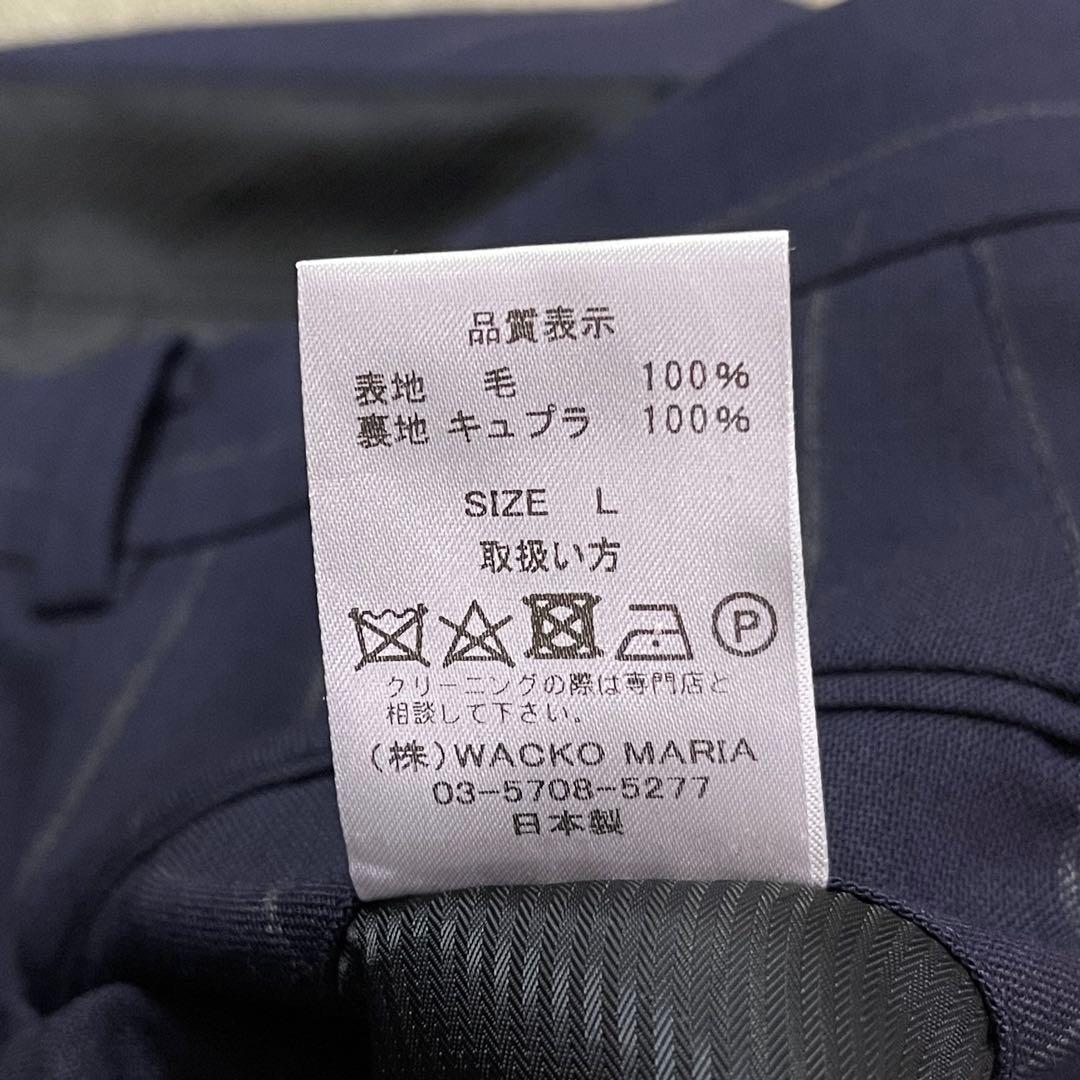 品質表示
表地 毛 100%
裏地 キュプラ 100%
SIZE L
取扱い方
P
クリーニングの際は専門店と
相談して下さい。
(株)WACKO MARIA
03-5708-5277
日本製